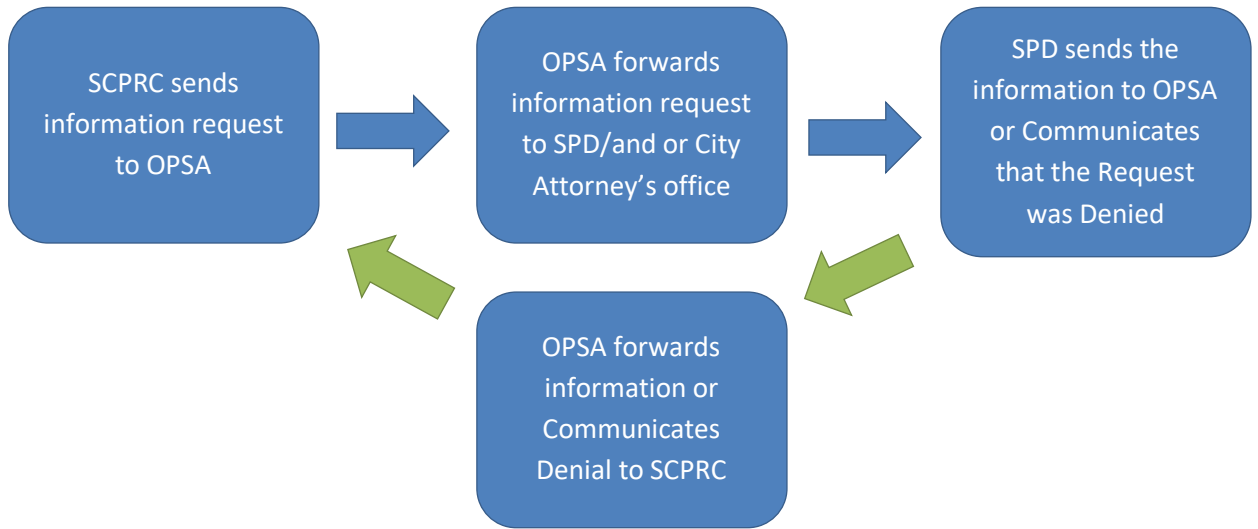 SCPRC sends
information request
to OPSA
OPSA forwards
information request
to SPD/and or City
Attorney’s office
SPD sends the
information to OPSA
or Communicates
that the Request
was Denied
OPSA forwards
information or
Communicates
Denial to SCPRC